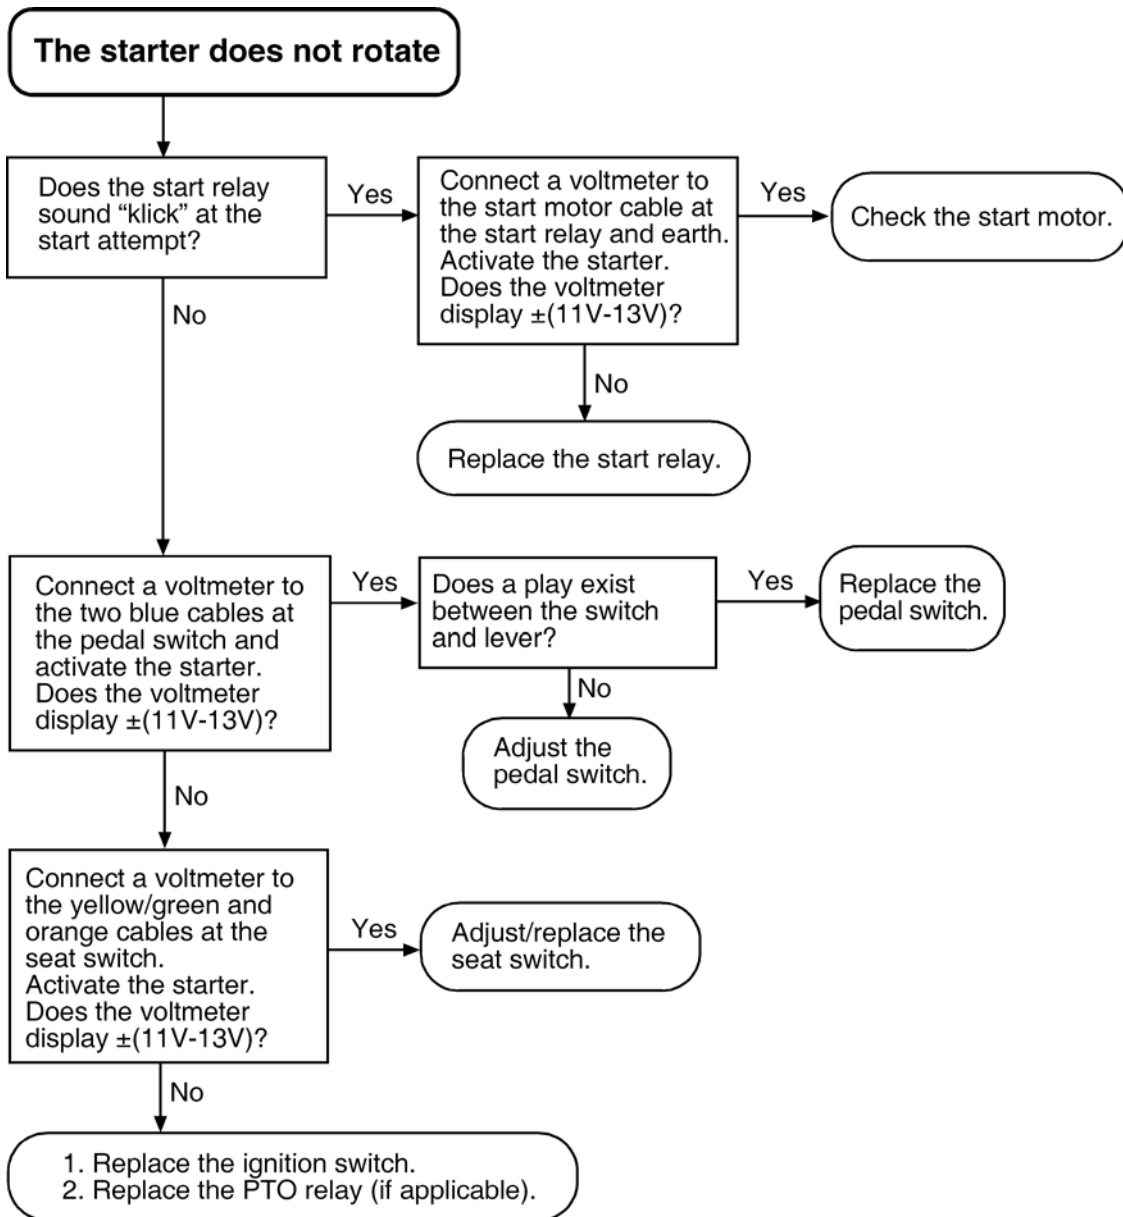 The starter does not rotate
Does the start relay
sound “klick” at the
start attempt?
Yes
Connect a voltmeter to
the start motor cable at
the start relay and earth.
Activate the starter.
Does the voltmeter
display ±(11V-13V)?
Yes
Check the start motor.
No
No
Replace the start relay.
Connect a voltmeter to
the two blue cables at
the pedal switch and
activate the starter.
Does the voltmeter
display ±(11V-13V)?
Yes
Does a play exist
between the switch
and lever?
Yes
Replace the
pedal switch.
No
Adjust the
pedal switch.
No
Connect a voltmeter to
the yellow/green and
orange cables at the
seat switch.
Activate the starter.
Does the voltmeter
display ±(11V-13V)?
Yes
Adjust/replace the
seat switch.
No
1. Replace the ignition switch.
2. Replace the PTO relay (if applicable).